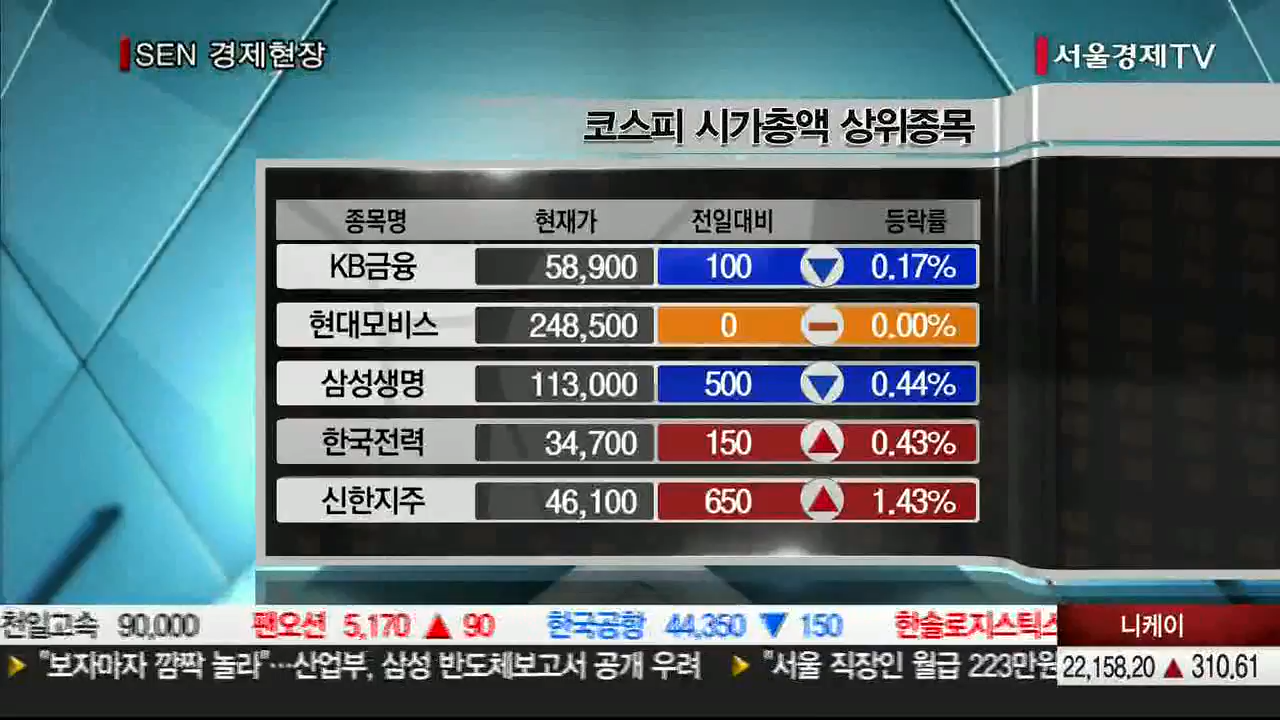 SEN 경제현장
서울경제TV
코스피 시가총액 상위종목
종목명 현재가 전일대비 등락률
KB금융 58,900 100 ▼ 0.17%
현대모비스 248,500 0 - 0.00%
삼성생명 113,000 500 ▼ 0.44%
한국전력 34,700 150 ▲ 0.43%
신한지주 46,100 650 ▲ 1.43%
천일고속 90,000 팬오션 5,170 ▲ 90 한국공항 44,350 ▼ 150 한솔로지스틱스
니케이
"보자마자 깜짝 놀라"…산업부, 삼성 반도체보고서 공개 우려 "서울 직장인 월급 223만원
22,158.20 ▲ 310.61